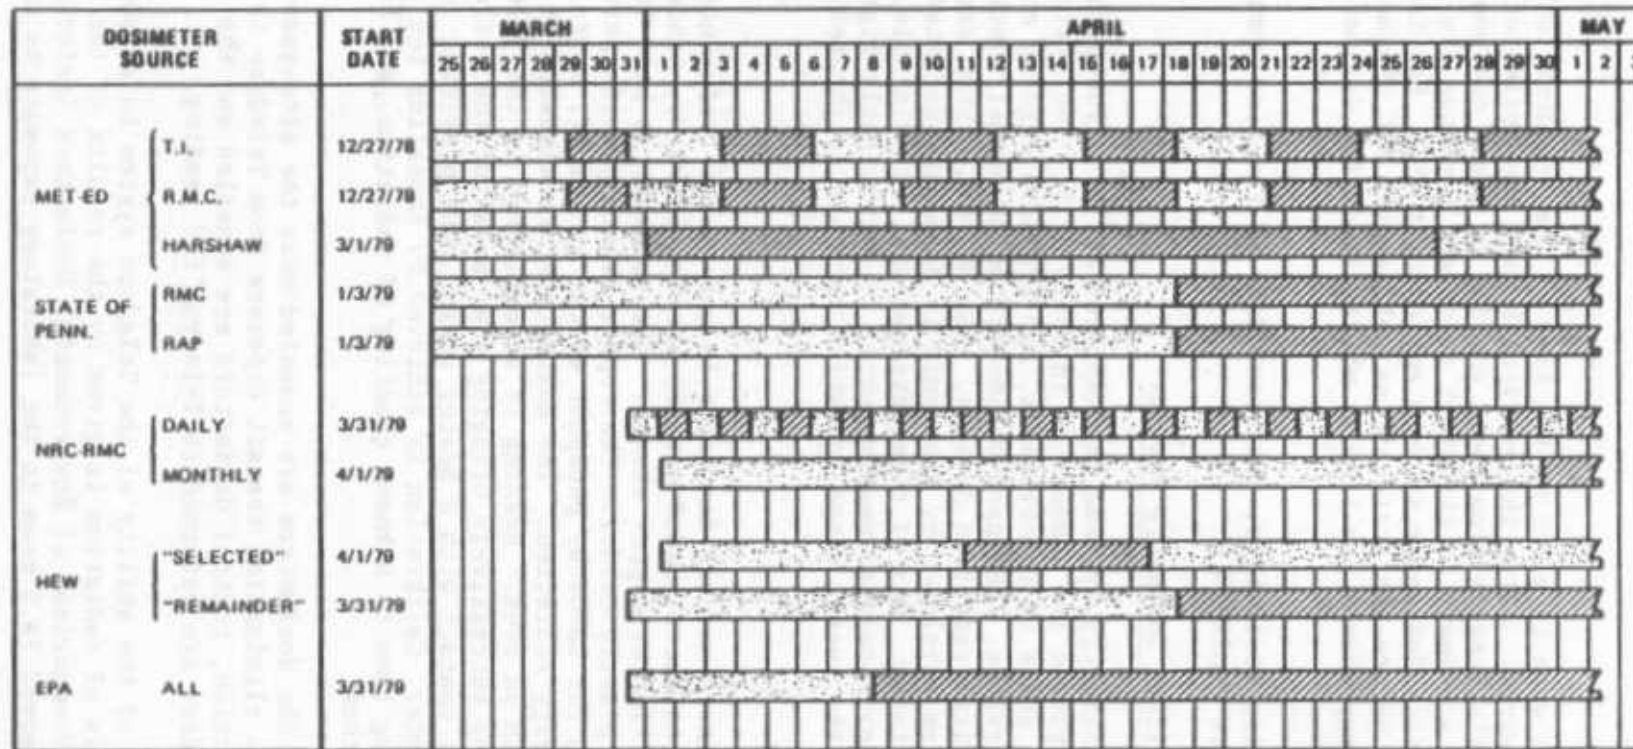 DOSIMETER SOURCE START DATE MARCH APRIL MAY
25 26 27 28 29 30 31 1 2 3 4 5 6 7 8 9 10 11 12 13 14 15 16 17 18 19 20 21 22 23 24 25 26 27 28 29 30 1 2 3
MET-ED
T.I. 12/27/78
R.M.C. 12/27/78
HARSHAW 3/1/79
STATE OF PENN.
RMC 1/3/79
RAP 1/3/79
NRC-RMC
DAILY 3/31/79
MONTHLY 4/1/79
HEW
"SELECTED" 4/1/79
"REMAINDER" 3/31/79
EPA ALL 3/31/79